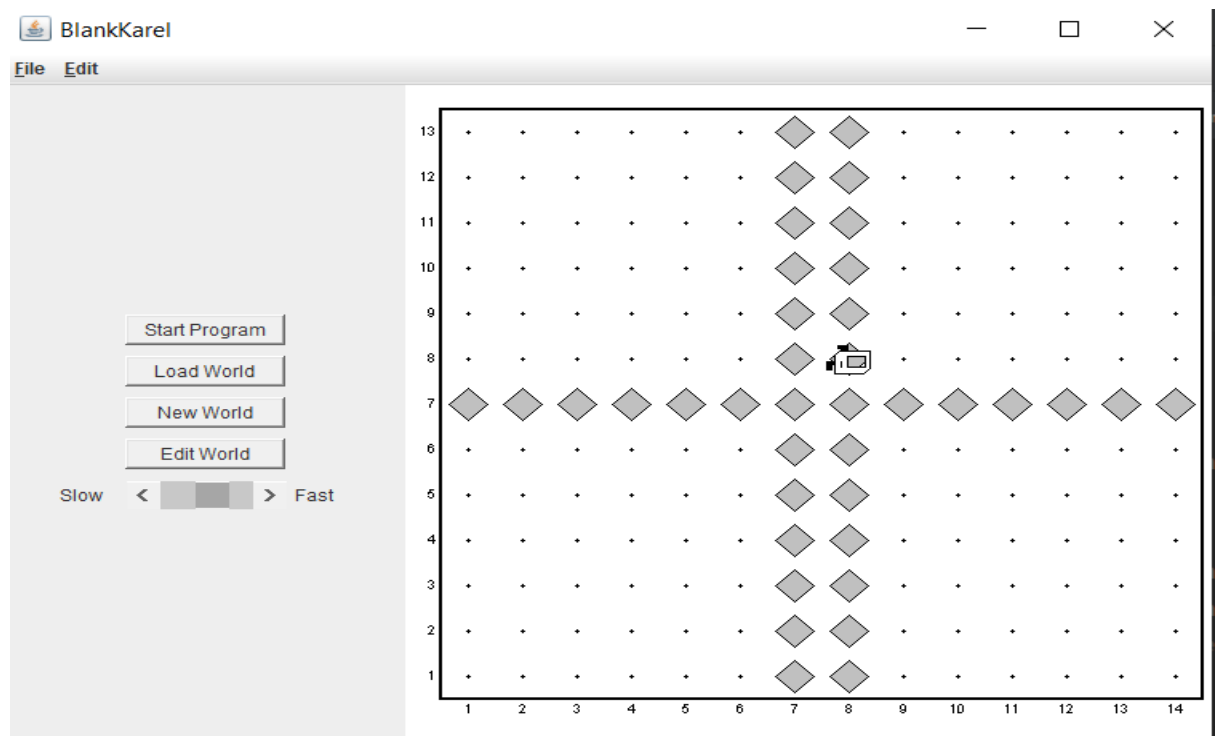 BlankKarel
File Edit
Start Program
Load World
New World
Edit World
Slow < > Fast
13
12
11
10
9
8
7
6
5
4
3
2
1
1 2 3 4 5 6 7 8 9 10 11 12 13 14